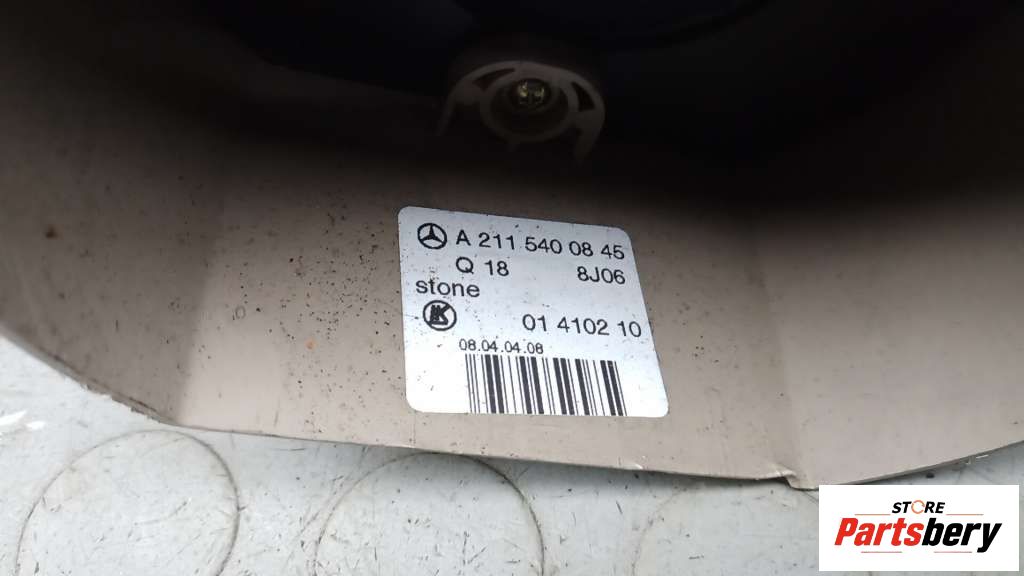 A 211 540 08 45
Q 18 8J06
stone
01 4102 10
08.04.04.08
STORE
Partsbery